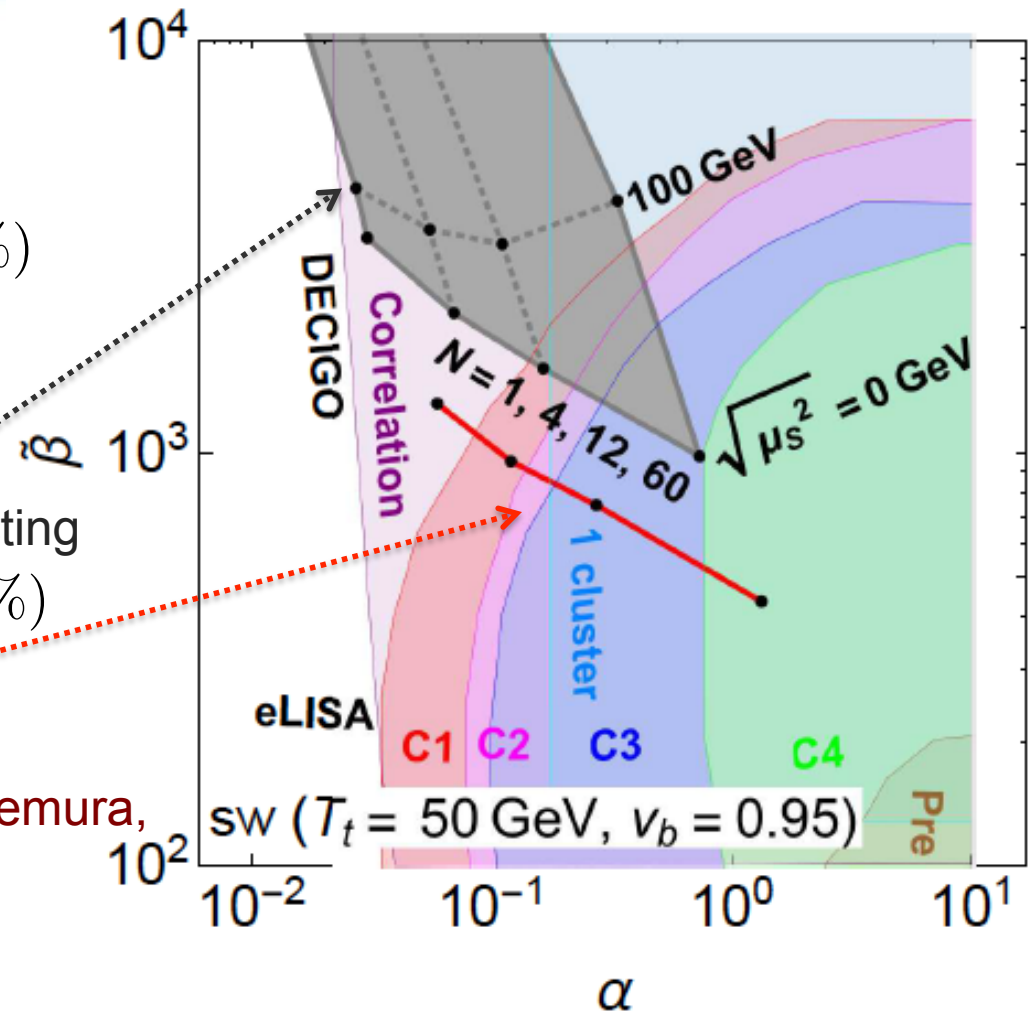 10⁴
%)
100 GeV
DECIGO
Correlation
N = 1, 4, 12, 60
√μS² = 0 GeV
β̃
10³
ting
%)
1 cluster
eLISA
C1
C2
C3
C4
Pre
emura,
sw (Tt = 50 GeV, vb = 0.95)
10²
10⁻²
10⁻¹
10⁰
10¹
α